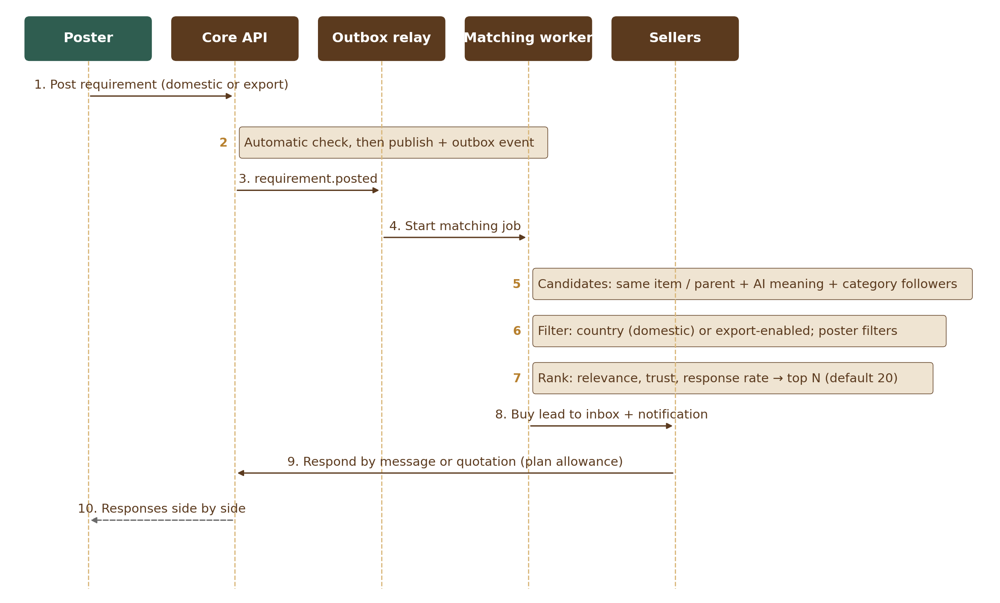 Poster
Core API
Outbox relay
Matching worker
Sellers
1. Post requirement (domestic or export)
2 Automatic check, then publish + outbox event
3. requirement.posted
4. Start matching job
5 Candidates: same item / parent + AI meaning + category followers
6 Filter: country (domestic) or export-enabled; poster filters
7 Rank: relevance, trust, response rate → top N (default 20)
8. Buy lead to inbox + notification
9. Respond by message or quotation (plan allowance)
10. Responses side by side